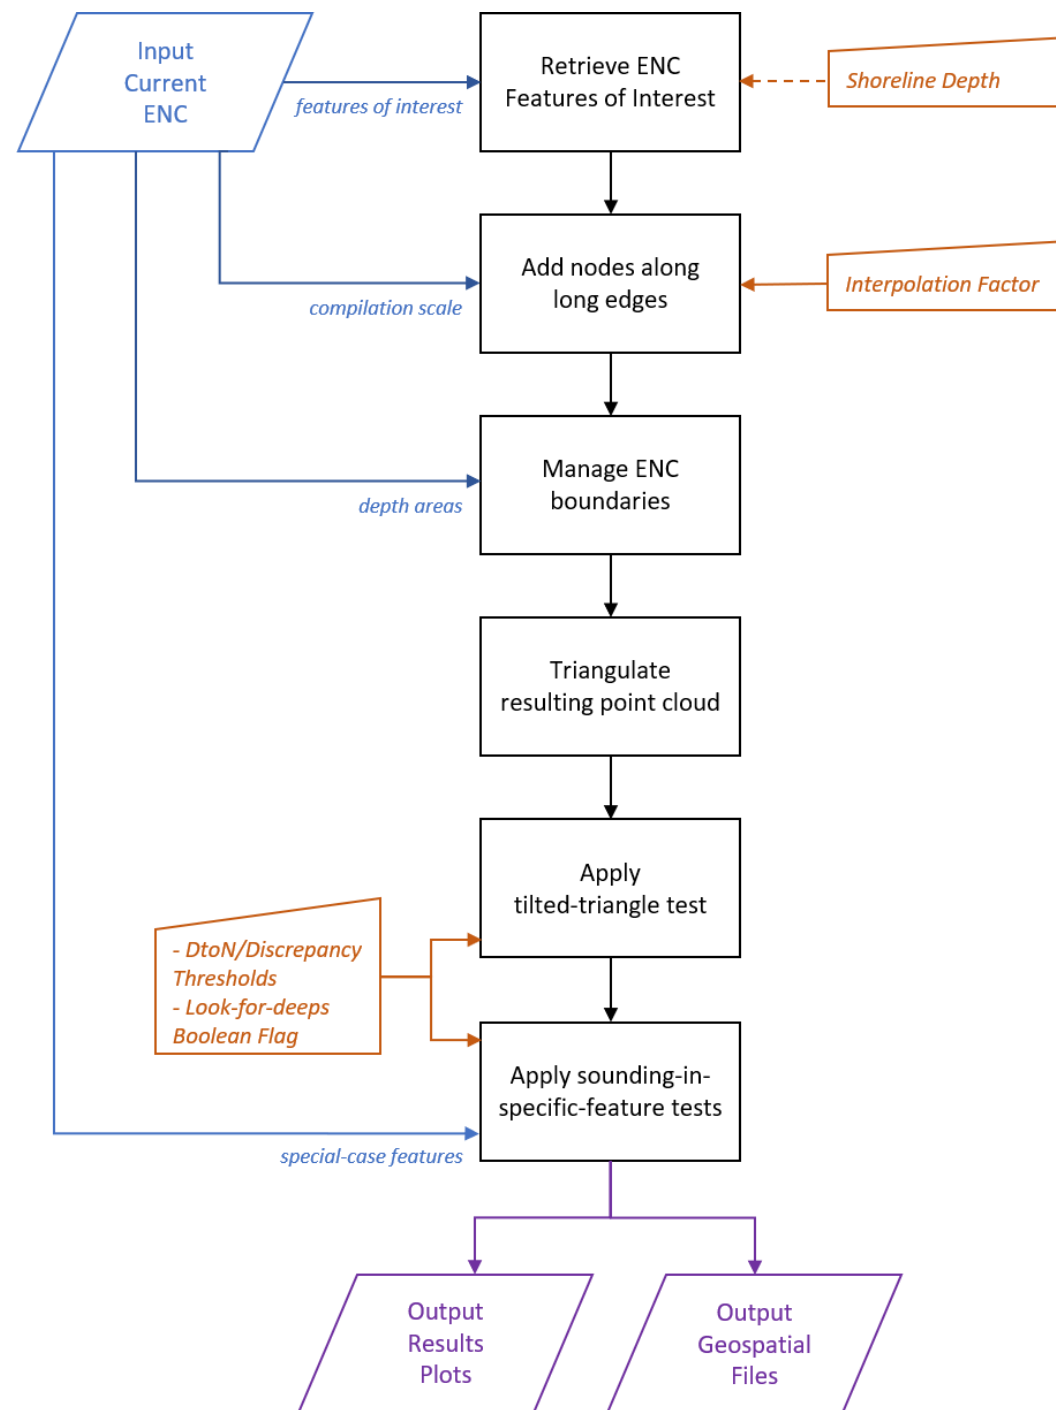 Input
Current
ENC
features of interest
Retrieve ENC
Features of Interest
Shoreline Depth
Add nodes along
long edges
compilation scale
Interpolation Factor
Manage ENC
boundaries
depth areas
Triangulate
resulting point cloud
Apply
tilted-triangle test
- DtoN/Discrepancy
Thresholds
- Look-for-deeps
Boolean Flag
Apply sounding-in-
specific-feature tests
special-case features
Output
Results
Plots
Output
Geospatial
Files